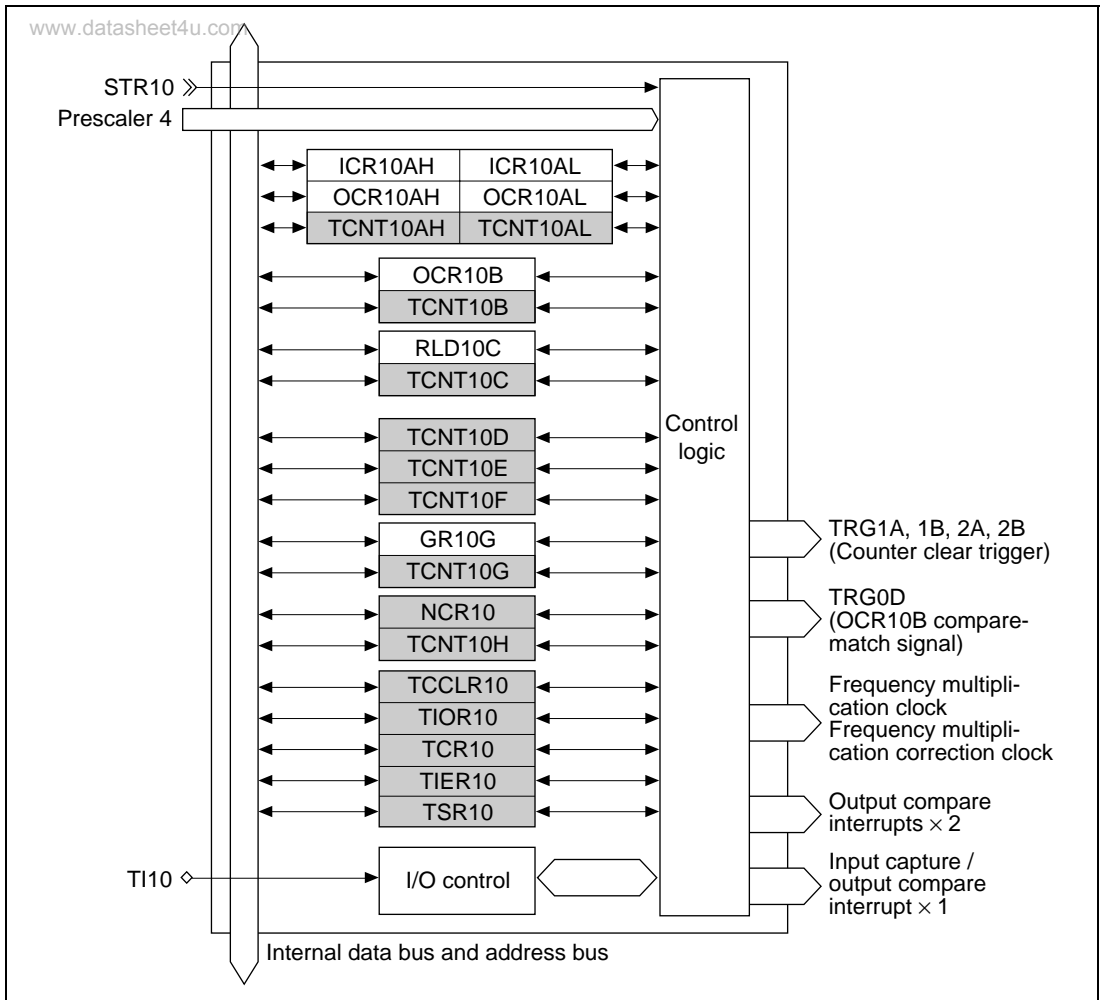 www.datasheet4u.com
STR10
Prescaler 4
ICR10AH ICR10AL
OCR10AH OCR10AL
TCNT10AH TCNT10AL
OCR10B
TCNT10B
RLD10C
TCNT10C
TCNT10D
TCNT10E
TCNT10F
GR10G
TCNT10G
NCR10
TCNT10H
TCCLR10
TIOR10
TCR10
TIER10
TSR10
TI10
I/O control
Control
logic
TRG1A, 1B, 2A, 2B
(Counter clear trigger)
TRG0D
(OCR10B compare-
match signal)
Frequency multipli-
cation clock
Frequency multipli-
cation correction clock
Output compare
interrupts × 2
Input capture /
output compare
interrupt × 1
Internal data bus and address bus